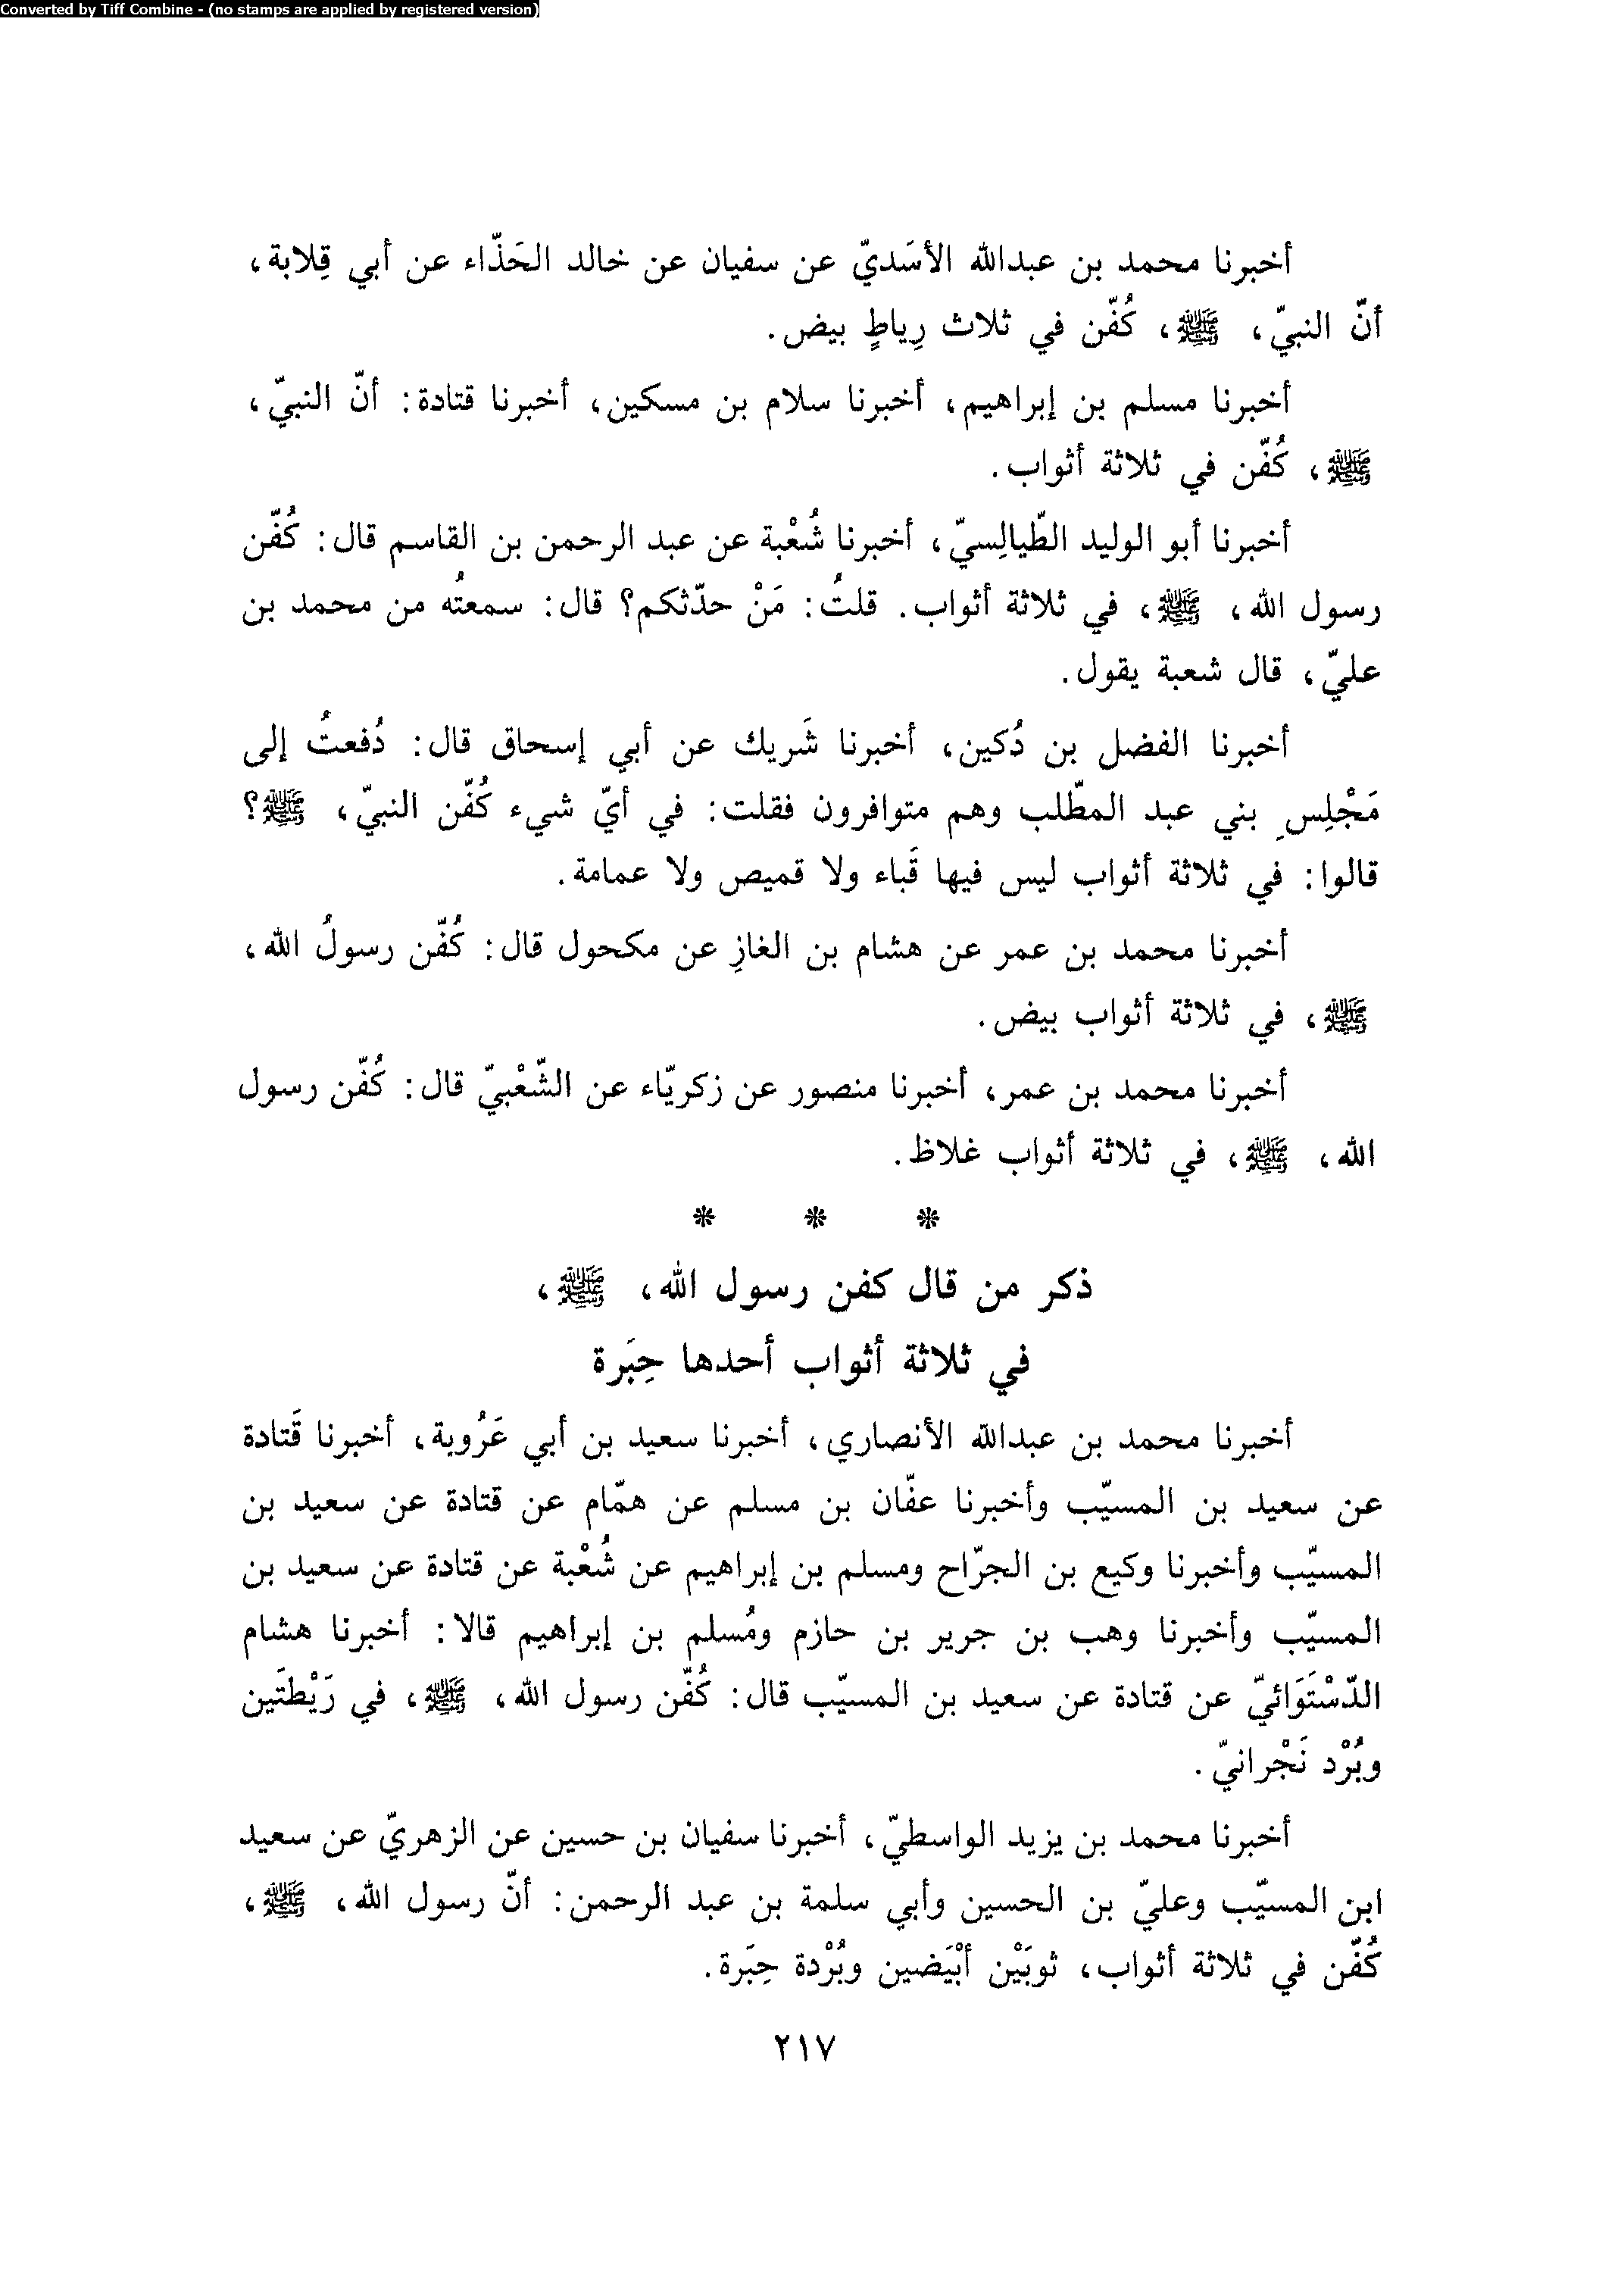 Converted by Tiff Combine - (no stamps are applied by registered version)
أخبرنا محمد بن عبدالله الأسَديّ عن سفيان عن خالد الحَذّاء عن أبي قِلابة،
أنّ النبيّ، ﷺ، كُفّن في ثلاث رِياطٍ بيض.
أخبرنا مسلم بن إبراهيم، أخبرنا سلام بن مسكين، أخبرنا قتادة: أنّ النبيّ،
ﷺ، كُفّن في ثلاثة أثواب.
أخبرنا أبو الوليد الطّيالِسيّ، أخبرنا شُعْبة عن عبد الرحمن بن القاسم قال: كُفّن
رسول الله، ﷺ، في ثلاثة أثواب. قلتُ: مَنْ حدّثكم؟ قال: سمعتُه من محمد بن
عليّ، قال شعبة يقول.
أخبرنا الفضل بن دُكين، أخبرنا شَريك عن أبي إسحاق قال: دُفعتُ إلى
مَجْلِسِ بني عبد المطّلب وهم متوافرون فقلت: في أيّ شيء كُفّن النبيّ، ﷺ؟
قالوا: في ثلاثة أثواب ليس فيها قَباء ولا قميص ولا عمامة.
أخبرنا محمد بن عمر عن هشام بن الغازِ عن مكحول قال: كُفّن رسولُ الله،
ﷺ، في ثلاثة أثواب بيض.
أخبرنا محمد بن عمر، أخبرنا منصور عن زكريّاء عن الشّعْبيّ قال: كُفّن رسول
الله، ﷺ، في ثلاثة أثواب غلاظ.
* * *
ذكر من قال كفن رسول الله، ﷺ،
في ثلاثة أثواب أحدها حِبَرة
أخبرنا محمد بن عبدالله الأنصاري، أخبرنا سعيد بن أبي عَرُوبة، أخبرنا قَتادة
عن سعيد بن المسيّب وأخبرنا عفّان بن مسلم عن همّام عن قتادة عن سعيد بن
المسيّب وأخبرنا وكيع بن الجرّاح ومسلم بن إبراهيم عن شُعْبة عن قتادة عن سعيد بن
المسيّب وأخبرنا وهب بن جرير بن حازم ومُسلم بن إبراهيم قالا: أخبرنا هشام
الدّسْتَوَائيّ عن قتادة عن سعيد بن المسيّب قال: كُفّن رسول الله، ﷺ، في رَيْطتَين
وبُرْد نَجْرانيّ.
أخبرنا محمد بن يزيد الواسطيّ، أخبرنا سفيان بن حسين عن الزهريّ عن سعيد
ابن المسيّب وعليّ بن الحسين وأبي سلمة بن عبد الرحمن: أنّ رسول الله، ﷺ،
كُفّن في ثلاثة أثواب، ثوبَيْن أبْيَضين وبُرْدة حِبَرة.
٢١٧